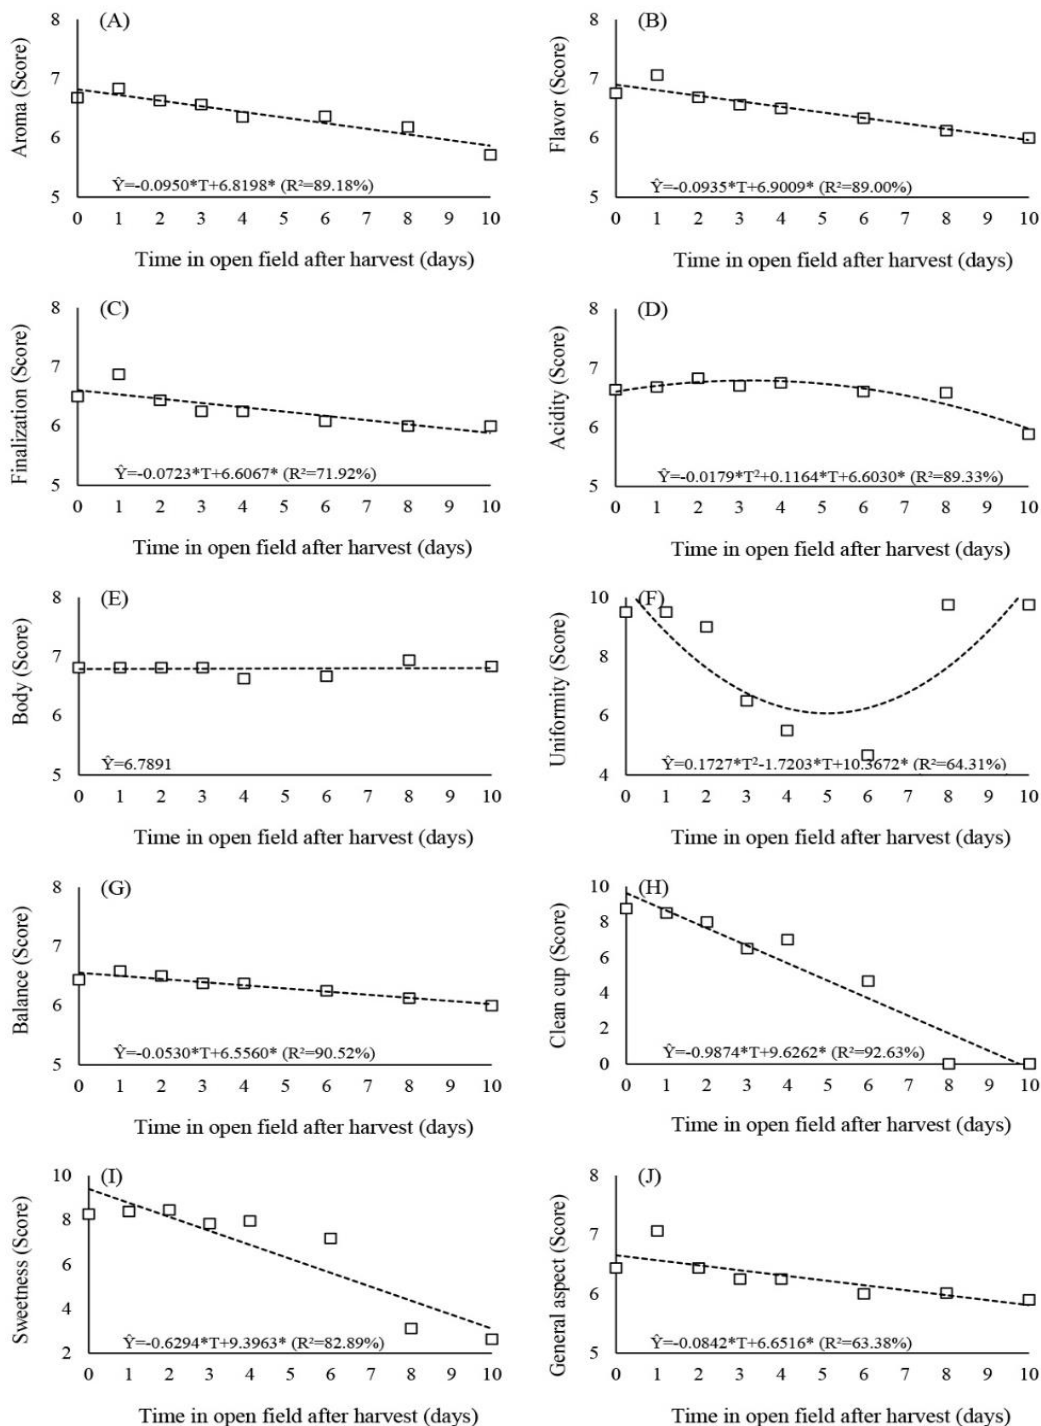 (A)
Aroma (Score)
8
7
6
5
Ŷ=-0.0950*T+6.8198* (R²=89.18%)
0 1 2 3 4 5 6 7 8 9 10
Time in open field after harvest (days)
(B)
Flavor (Score)
8
7
6
5
Ŷ=-0.0935*T+6.9009* (R²=89.00%)
0 1 2 3 4 5 6 7 8 9 10
Time in open field after harvest (days)
(C)
Finalization (Score)
8
7
6
5
Ŷ=-0.0723*T+6.6067* (R²=71.92%)
0 1 2 3 4 5 6 7 8 9 10
Time in open field after harvest (days)
(D)
Acidity (Score)
8
7
6
5
Ŷ=-0.0179*T²+0.1164*T+6.6030* (R²=89.33%)
0 1 2 3 4 5 6 7 8 9 10
Time in open field after harvest (days)
(E)
Body (Score)
8
7
6
5
Ŷ=6.7891
0 1 2 3 4 5 6 7 8 9 10
Time in open field after harvest (days)
(F)
Uniformity (Score)
10
8
6
4
Ŷ=0.1727*T²-1.7203*T+10.3672* (R²=64.31%)
0 1 2 3 4 5 6 7 8 9 10
Time in open field after harvest (days)
(G)
Balance (Score)
8
7
6
5
Ŷ=-0.0530*T+6.5560* (R²=90.52%)
0 1 2 3 4 5 6 7 8 9 10
Time in open field after harvest (days)
(H)
Clean cup (Score)
10
8
6
4
2
0
Ŷ=-0.9874*T+9.6262* (R²=92.63%)
0 1 2 3 4 5 6 7 8 9 10
Time in open field after harvest (days)
(I)
Sweetness (Score)
10
8
6
4
2
Ŷ=-0.6294*T+9.3963* (R²=82.89%)
0 1 2 3 4 5 6 7 8 9 10
Time in open field after harvest (days)
(J)
General aspect (Score)
8
7
6
5
Ŷ=-0.0842*T+6.6516* (R²=63.38%)
0 1 2 3 4 5 6 7 8 9 10
Time in open field after harvest (days)